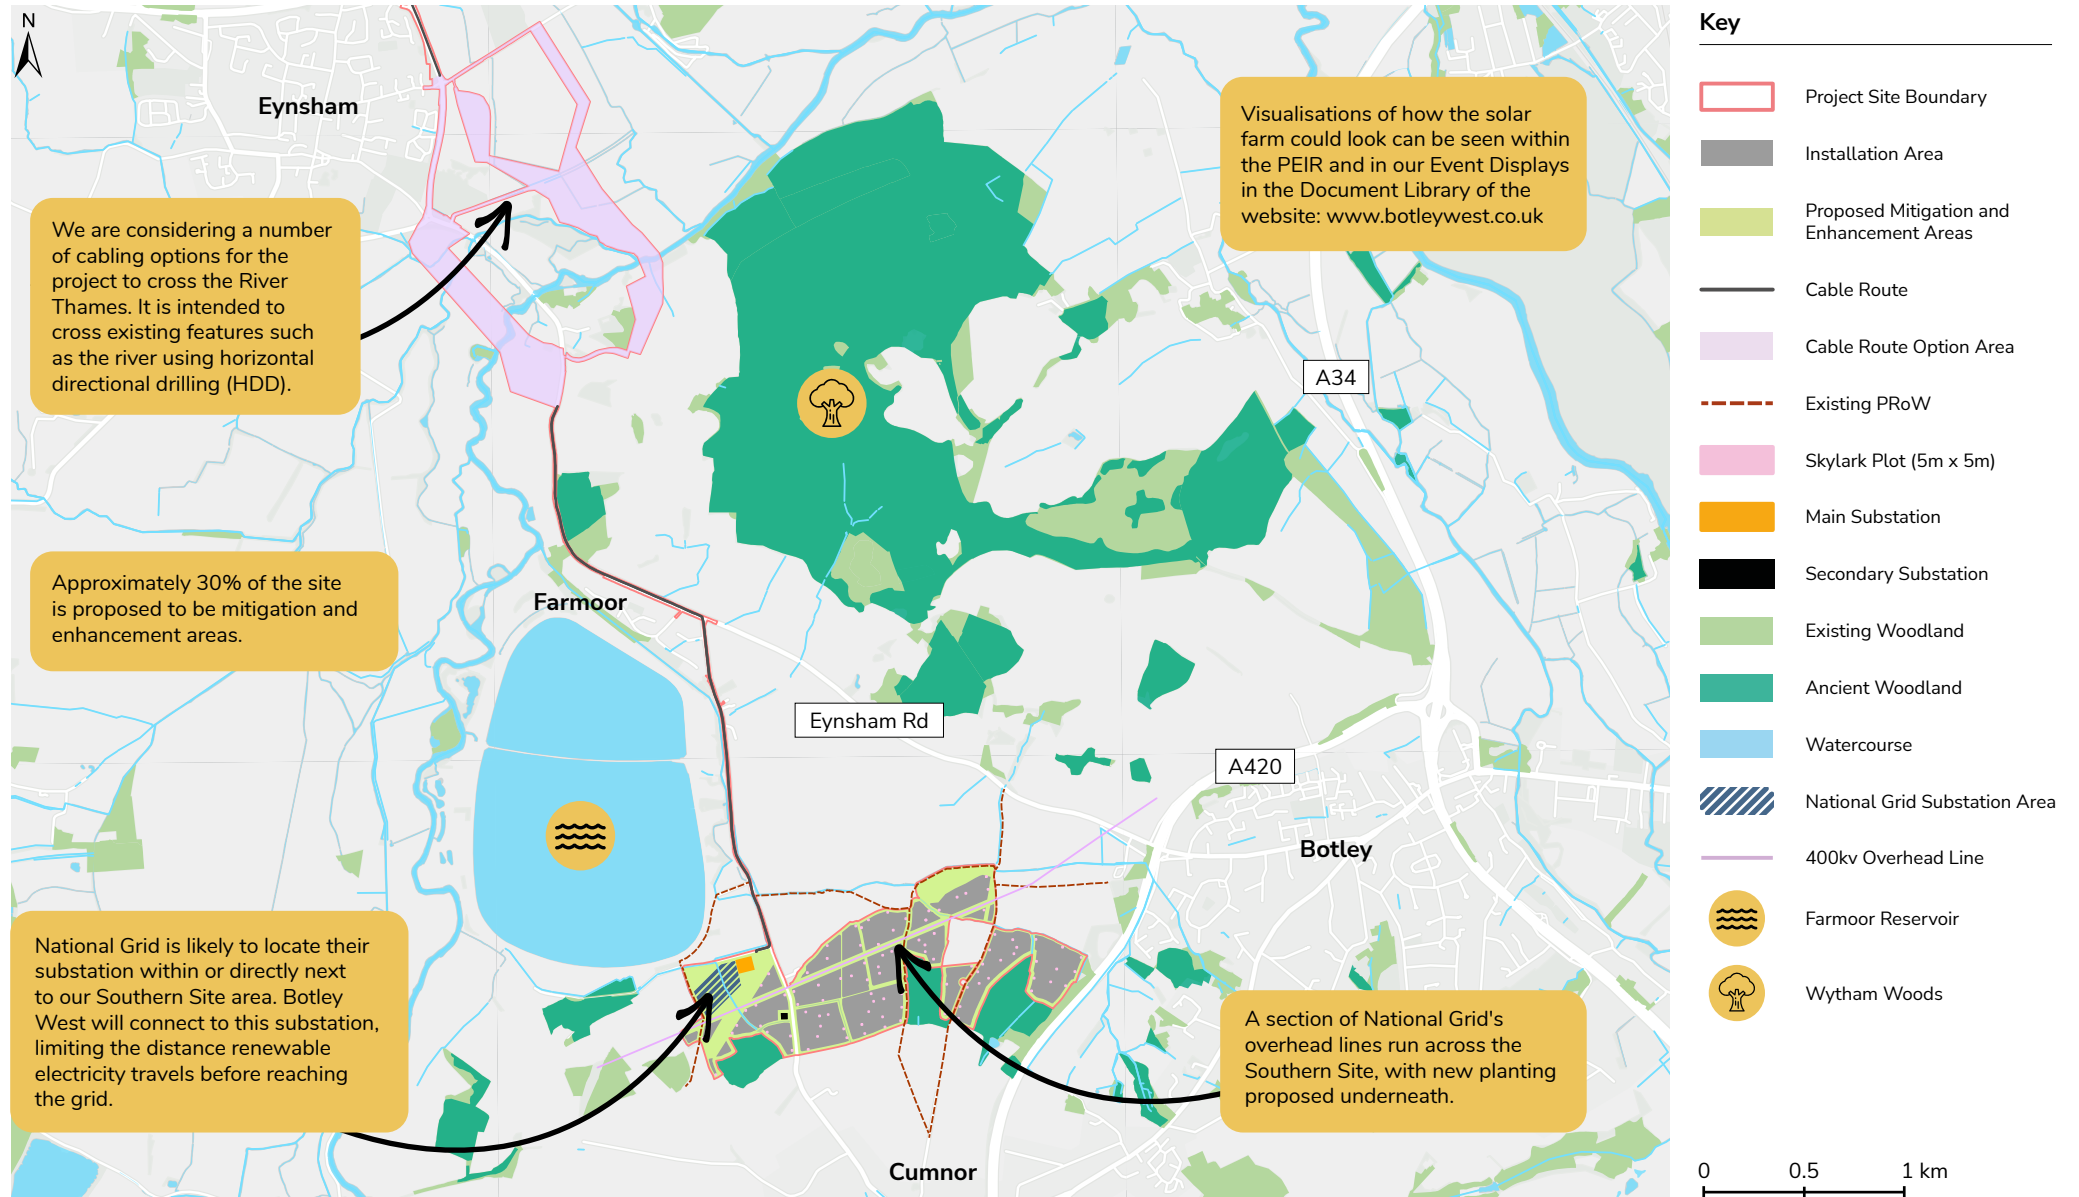 N
Eynsham
We are considering a number
of cabling options for the
project to cross the River
Thames. It is intended to
cross existing features such
as the river using horizontal
directional drilling (HDD).
Visualisations of how the solar
farm could look can be seen within
the PEIR and in our Event Displays
in the Document Library of the
website: www.botleywest.co.uk
A34
Approximately 30% of the site
is proposed to be mitigation and
enhancement areas.
Farmoor
Eynsham Rd
A420
Botley
National Grid is likely to locate their
substation within or directly next
to our Southern Site area. Botley
West will connect to this substation,
limiting the distance renewable
electricity travels before reaching
the grid.
A section of National Grid's
overhead lines run across the
Southern Site, with new planting
proposed underneath.
Cumnor
Key
Project Site Boundary
Installation Area
Proposed Mitigation and
Enhancement Areas
Cable Route
Cable Route Option Area
Existing PRoW
Skylark Plot (5m x 5m)
Main Substation
Secondary Substation
Existing Woodland
Ancient Woodland
Watercourse
National Grid Substation Area
400kv Overhead Line
Farmoor Reservoir
Wytham Woods
0 0.5 1 km